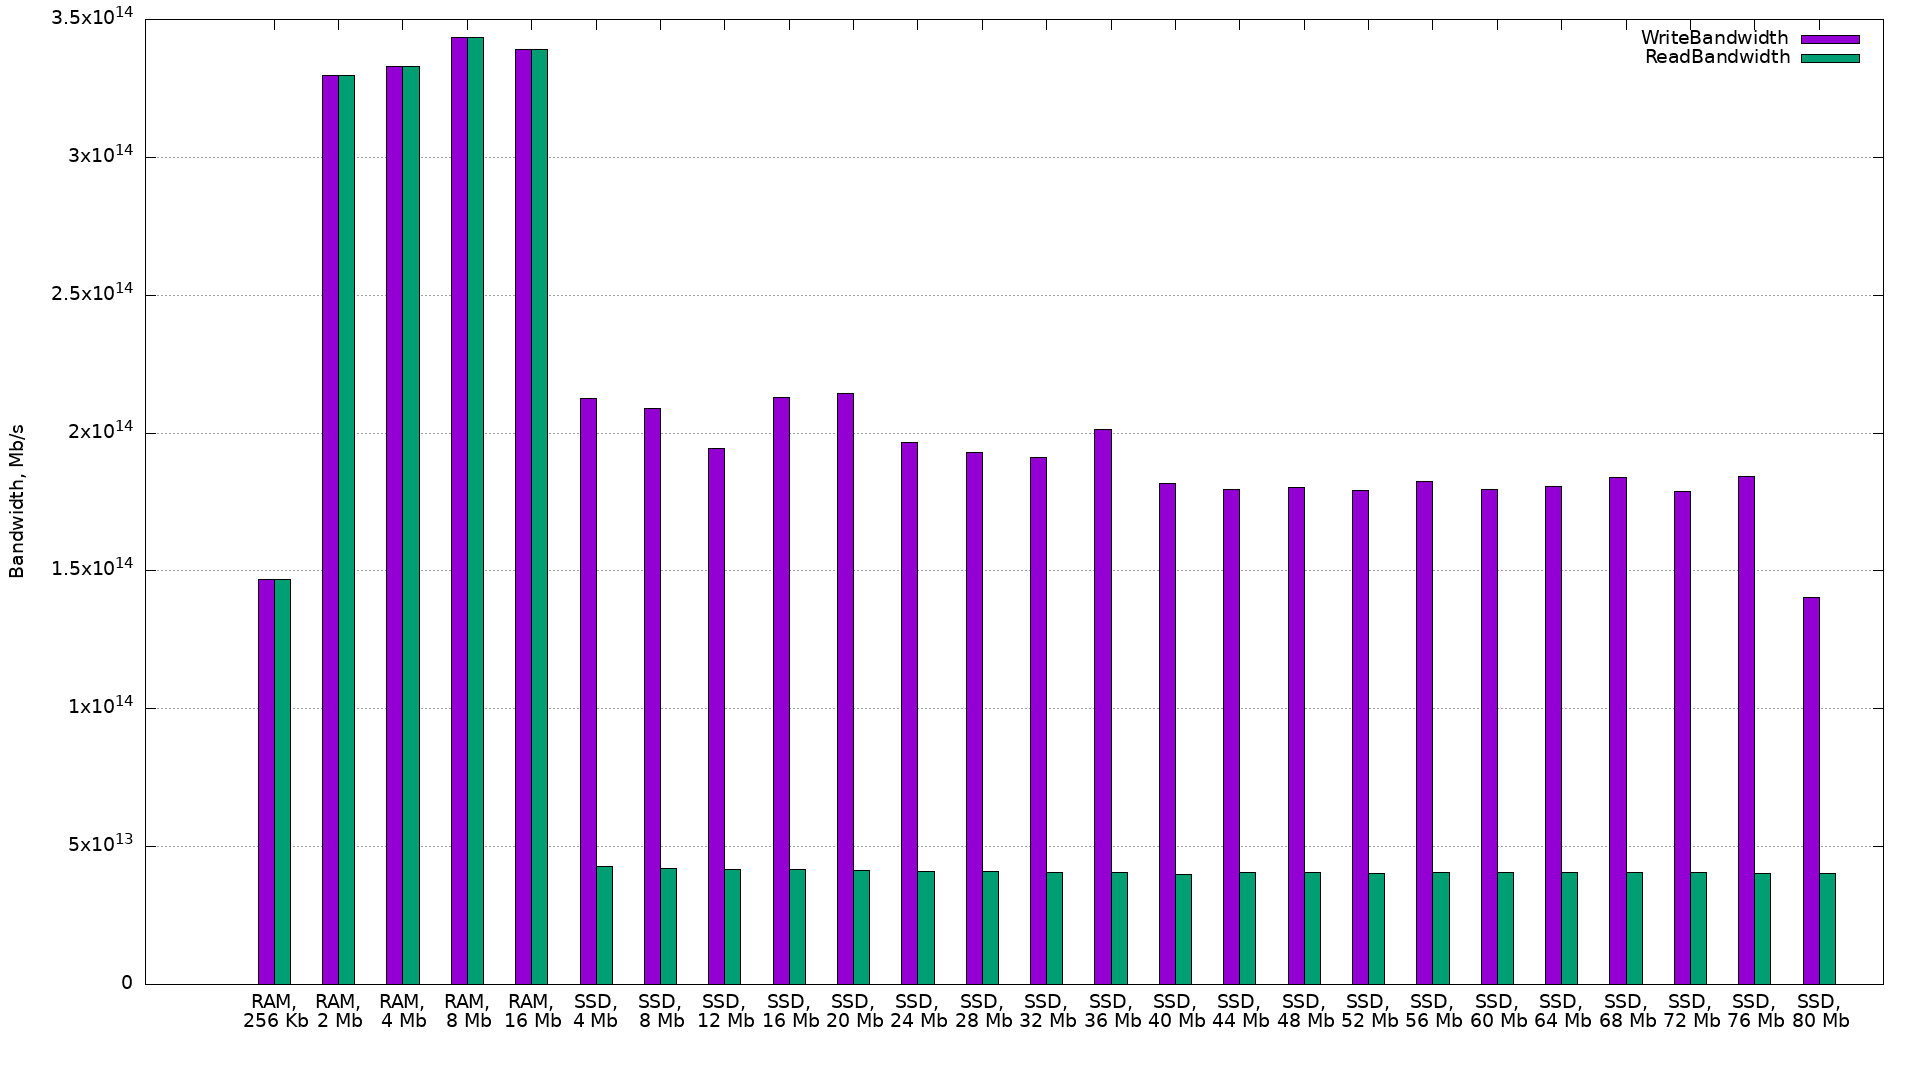 3.5x10^14
3x10^14
2.5x10^14
2x10^14
1.5x10^14
1x10^14
5x10^13
0
Bandwidth, Mb/s
WriteBandwidth
ReadBandwidth
RAM, RAM, RAM, RAM, RAM, SSD, SSD, SSD, SSD, SSD, SSD, SSD, SSD, SSD, SSD, SSD, SSD, SSD, SSD, SSD, SSD, SSD, SSD, SSD, SSD,
256 Kb 2 Mb 4 Mb 8 Mb 16 Mb 4 Mb 8 Mb 12 Mb 16 Mb 20 Mb 24 Mb 28 Mb 32 Mb 36 Mb 40 Mb 44 Mb 48 Mb 52 Mb 56 Mb 60 Mb 64 Mb 68 Mb 72 Mb 76 Mb 80 Mb